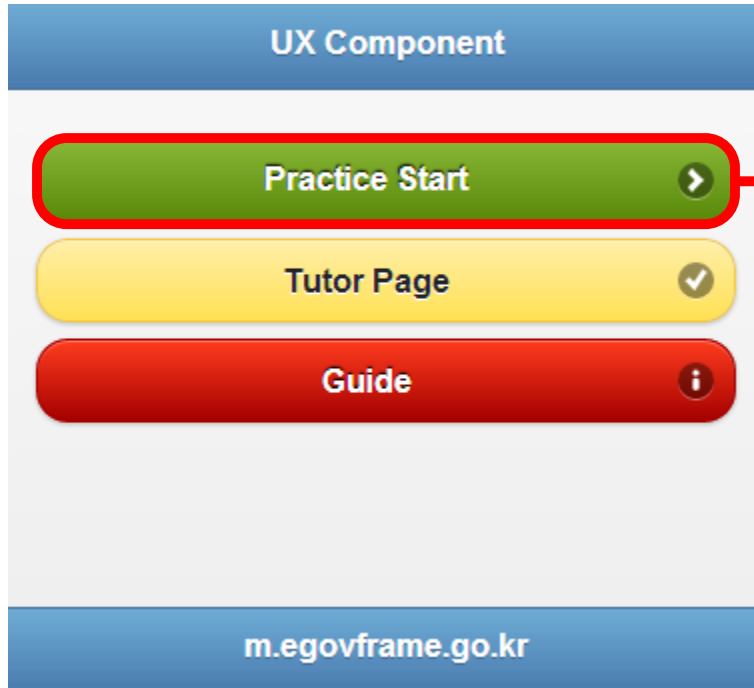 UX Component
Practice Start
Tutor Page
Guide
m.egovframe.go.kr